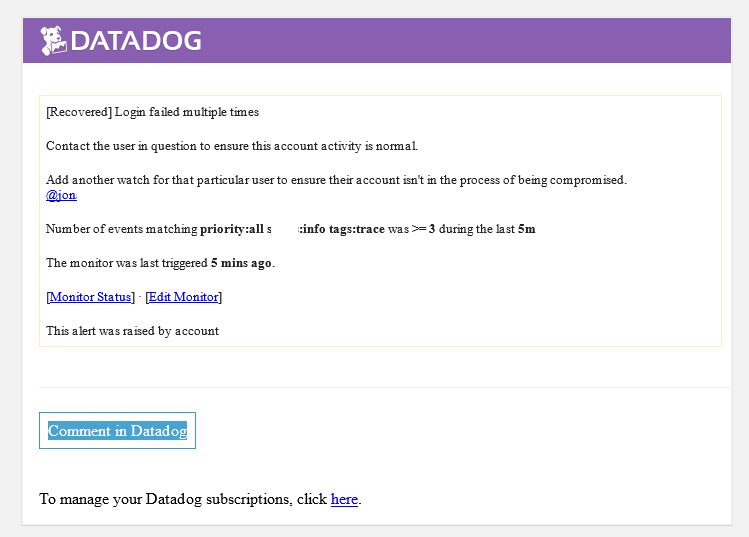 DATADOG
[Recovered] Login failed multiple times
Contact the user in question to ensure this account activity is normal.
Add another watch for that particular user to ensure their account isn't in the process of being compromised.
@jon
Number of events matching priority:all s :info tags:trace was >= 3 during the last 5m
The monitor was last triggered 5 mins ago.
[Monitor Status] · [Edit Monitor]
This alert was raised by account
Comment in Datadog
To manage your Datadog subscriptions, click here.